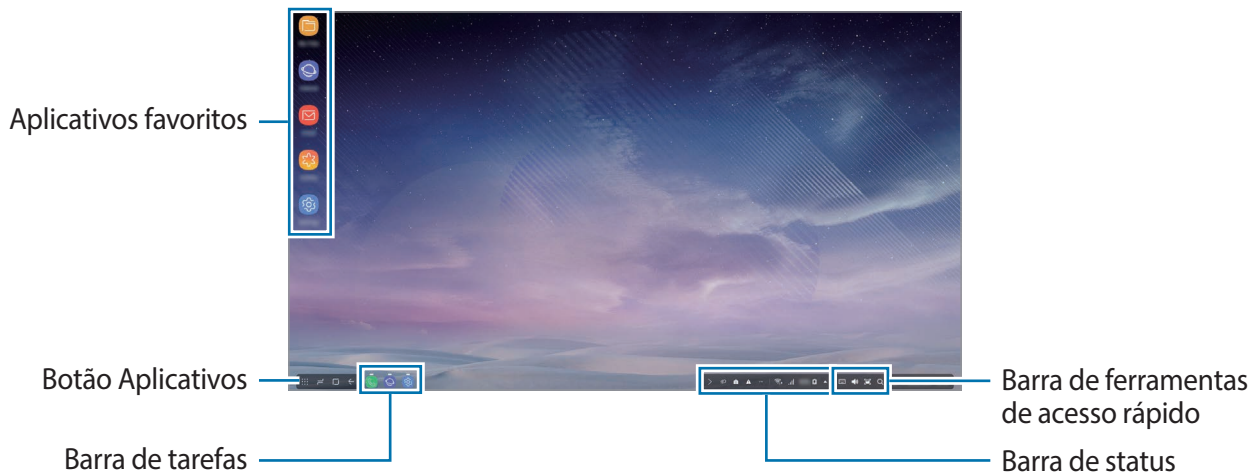 Aplicativos favoritos
Botão Aplicativos
Barra de tarefas
Barra de ferramentas
de acesso rápido
Barra de status